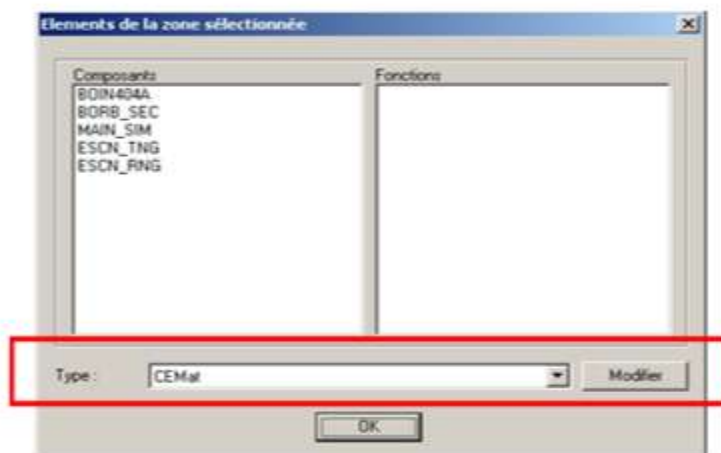 Elements de la zone sélectionnée
Composants
Fonctions
BOIN404A
BORB_SEC
MAIN_SIM
ESCN_TNG
ESCN_RNG
Type :
CEMat
Modifier
OK